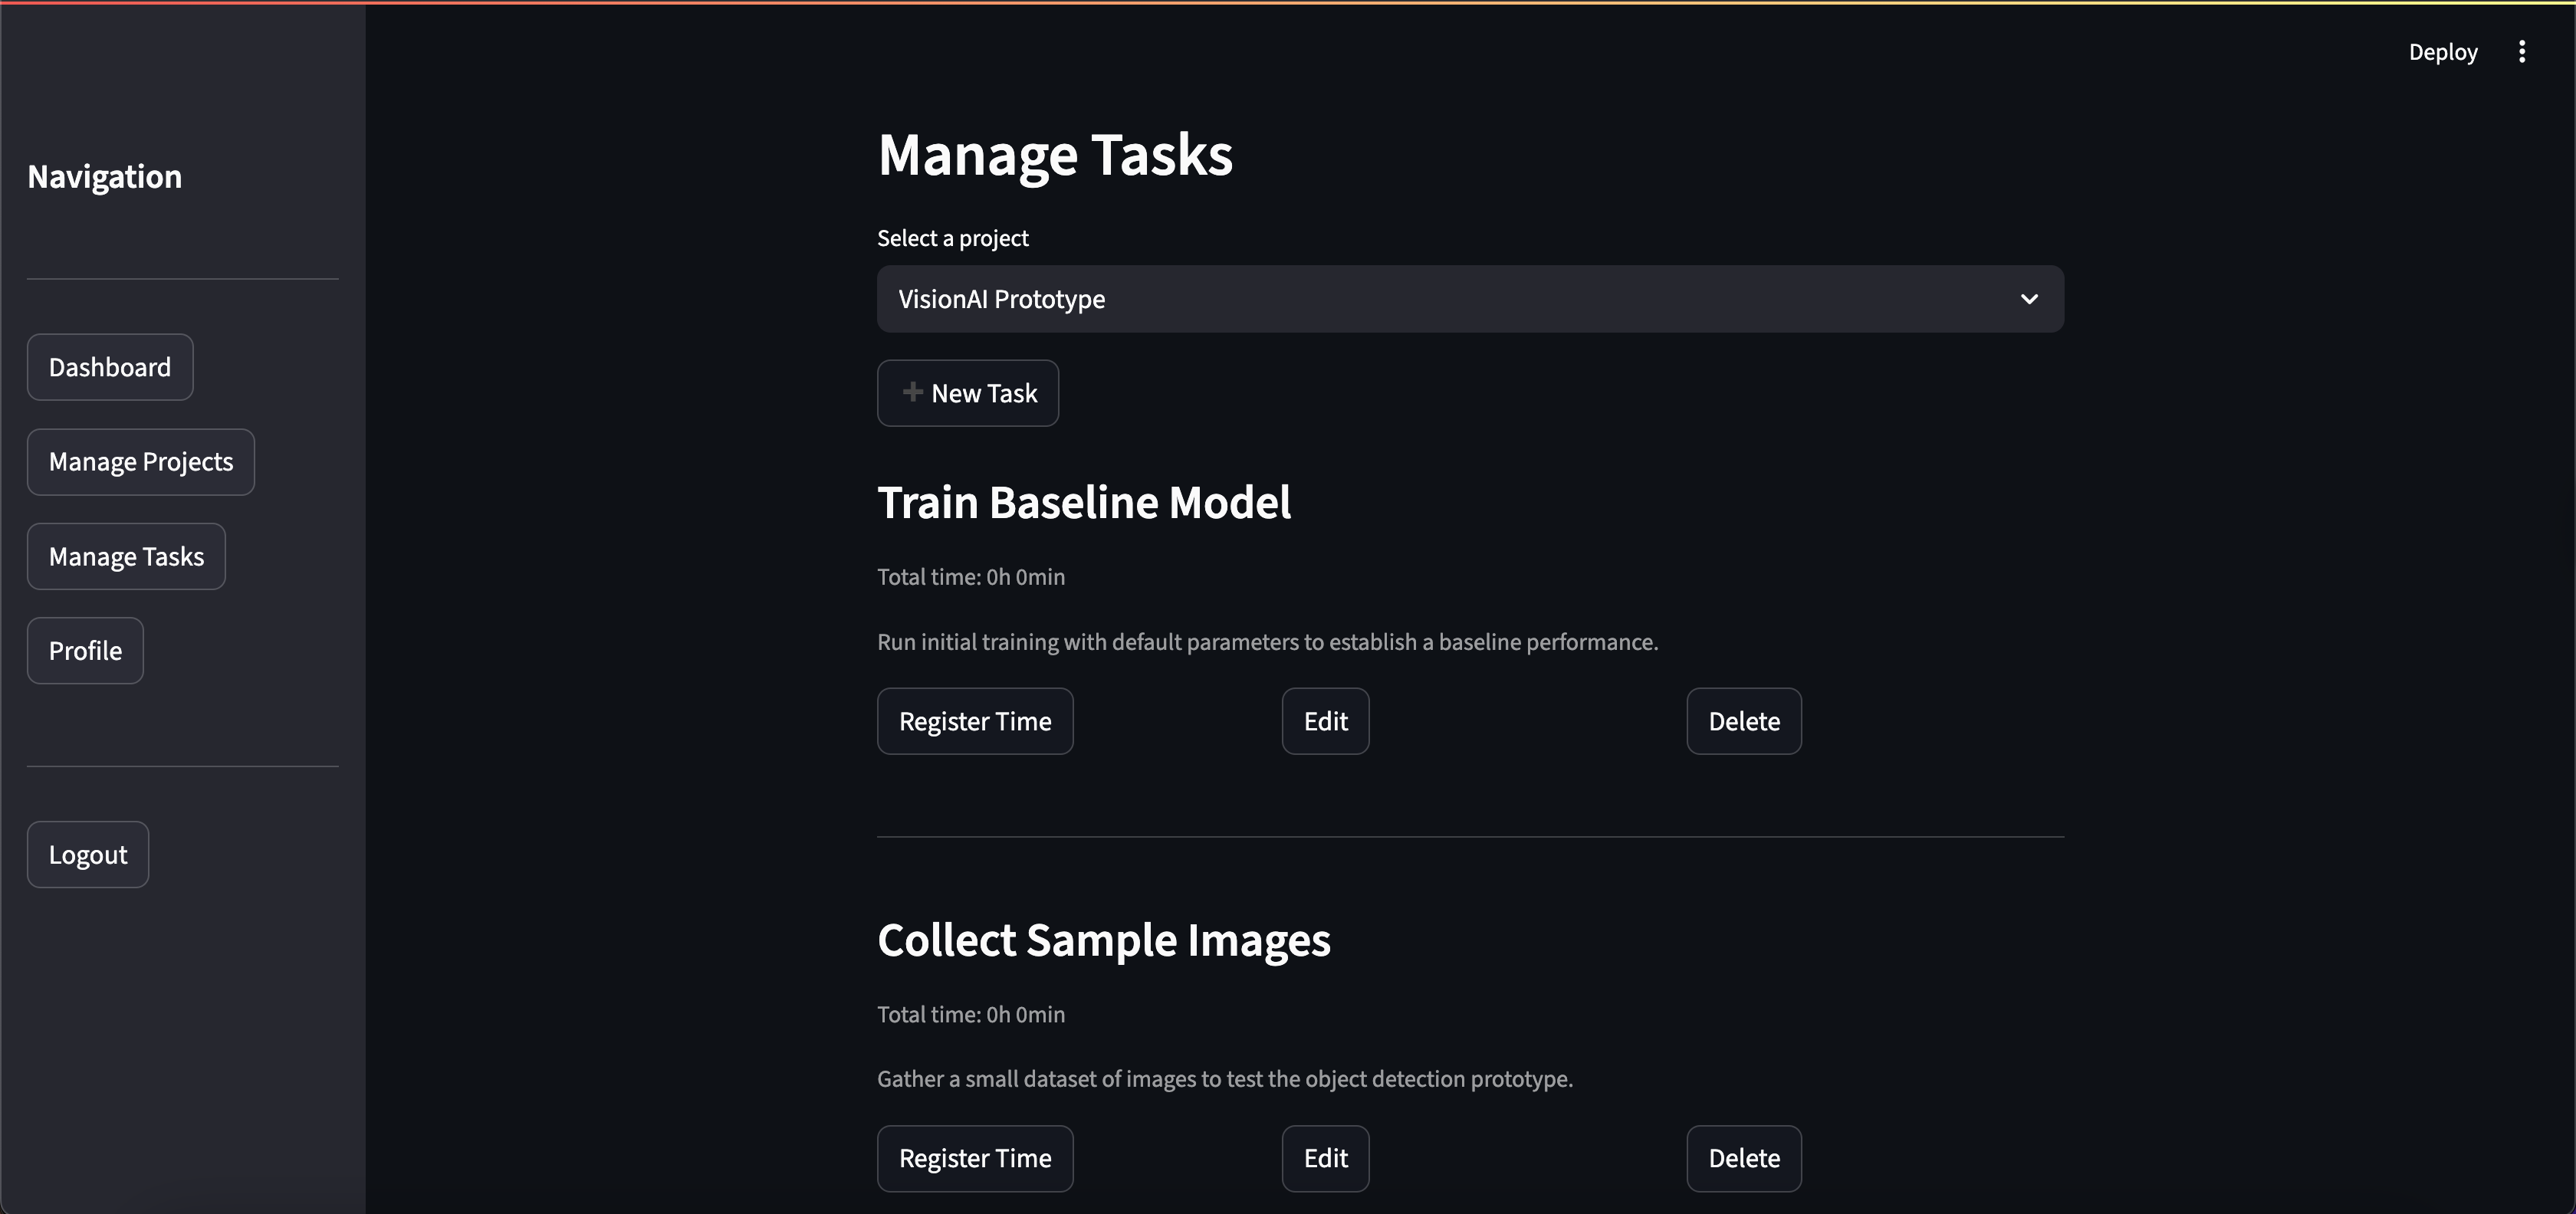 Deploy
Navigation
Dashboard
Manage Projects
Manage Tasks
Profile
Logout
Manage Tasks
Select a project
VisionAI Prototype
➕ New Task
Train Baseline Model
Total time: 0h 0min
Run initial training with default parameters to establish a baseline performance.
Register Time
Edit
Delete
Collect Sample Images
Total time: 0h 0min
Gather a small dataset of images to test the object detection prototype.
Register Time
Edit
Delete